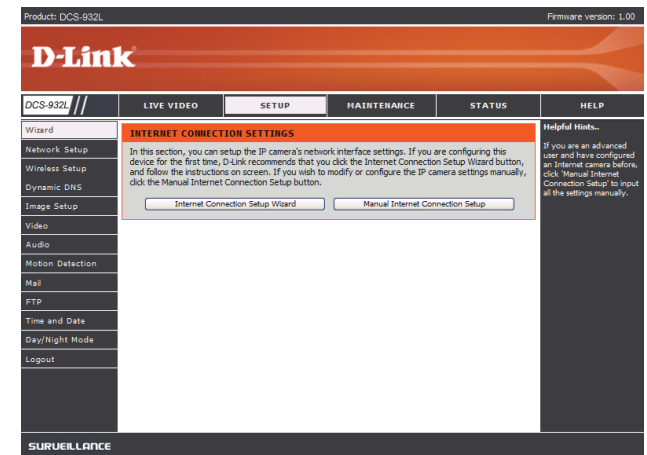 Product: DCS-932L
Firmware version: 1.00
D-Link
DCS-932L
LIVE VIDEO
SETUP
MAINTENANCE
STATUS
HELP
Wizard
Network Setup
Wireless Setup
Dynamic DNS
Image Setup
Video
Audio
Motion Detection
Mail
FTP
Time and Date
Day/Night Mode
Logout
INTERNET CONNECTION SETTINGS
In this section, you can setup the IP camera's network interface settings. If you are configuring this
device for the first time, D-Link recommends that you click the Internet Connection Setup Wizard button,
and follow the instructions on screen. If you wish to modify or configure the IP camera settings manually,
click the Manual Internet Connection Setup button.
Internet Connection Setup Wizard
Manual Internet Connection Setup
Helpful Hints..
If you are an advanced
user and have configured
an Internet camera before,
click 'Manual Internet
Connection Setup' to input
all the settings manually.
SURVEILLANCE